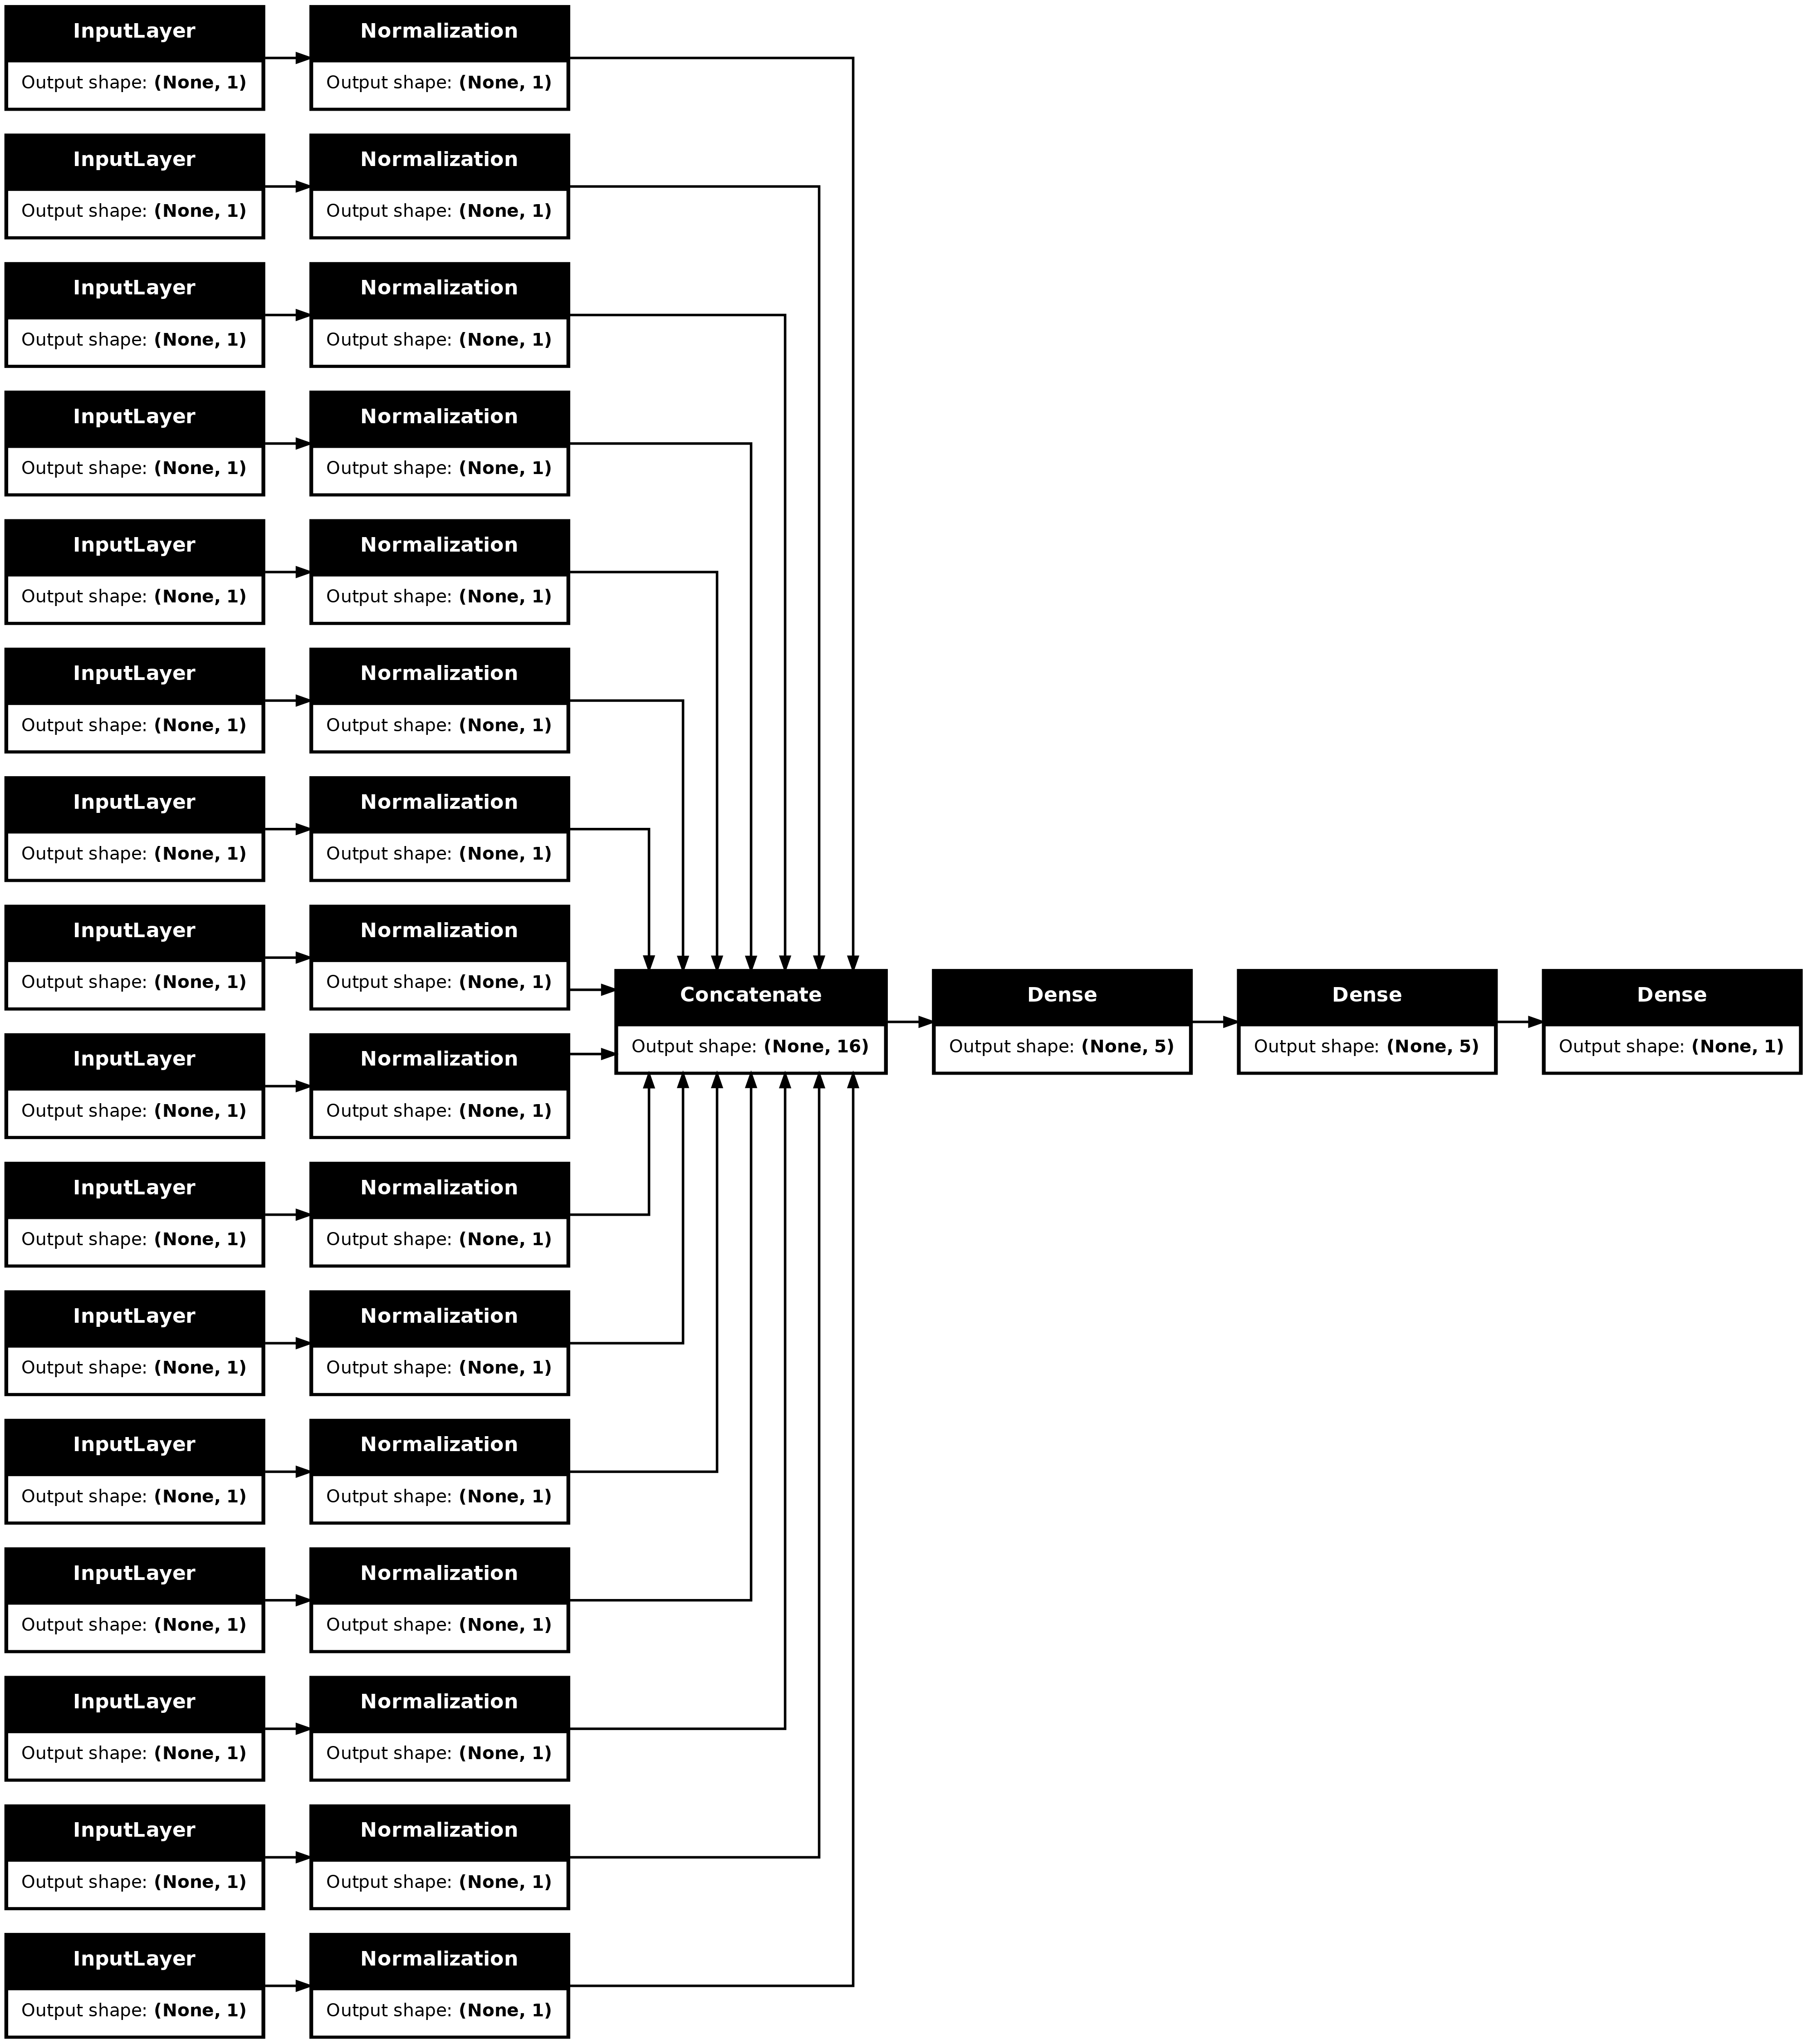 InputLayer Normalization
Output shape: (None, 1) Output shape: (None, 1)
InputLayer Normalization
Output shape: (None, 1) Output shape: (None, 1)
InputLayer Normalization
Output shape: (None, 1) Output shape: (None, 1)
InputLayer Normalization
Output shape: (None, 1) Output shape: (None, 1)
InputLayer Normalization
Output shape: (None, 1) Output shape: (None, 1)
InputLayer Normalization
Output shape: (None, 1) Output shape: (None, 1)
InputLayer Normalization
Output shape: (None, 1) Output shape: (None, 1)
InputLayer Normalization
Output shape: (None, 1) Output shape: (None, 1)
Concatenate Dense Dense Dense
Output shape: (None, 16) Output shape: (None, 5) Output shape: (None, 5) Output shape: (None, 1)
InputLayer Normalization
Output shape: (None, 1) Output shape: (None, 1)
InputLayer Normalization
Output shape: (None, 1) Output shape: (None, 1)
InputLayer Normalization
Output shape: (None, 1) Output shape: (None, 1)
InputLayer Normalization
Output shape: (None, 1) Output shape: (None, 1)
InputLayer Normalization
Output shape: (None, 1) Output shape: (None, 1)
InputLayer Normalization
Output shape: (None, 1) Output shape: (None, 1)
InputLayer Normalization
Output shape: (None, 1) Output shape: (None, 1)
InputLayer Normalization
Output shape: (None, 1) Output shape: (None, 1)